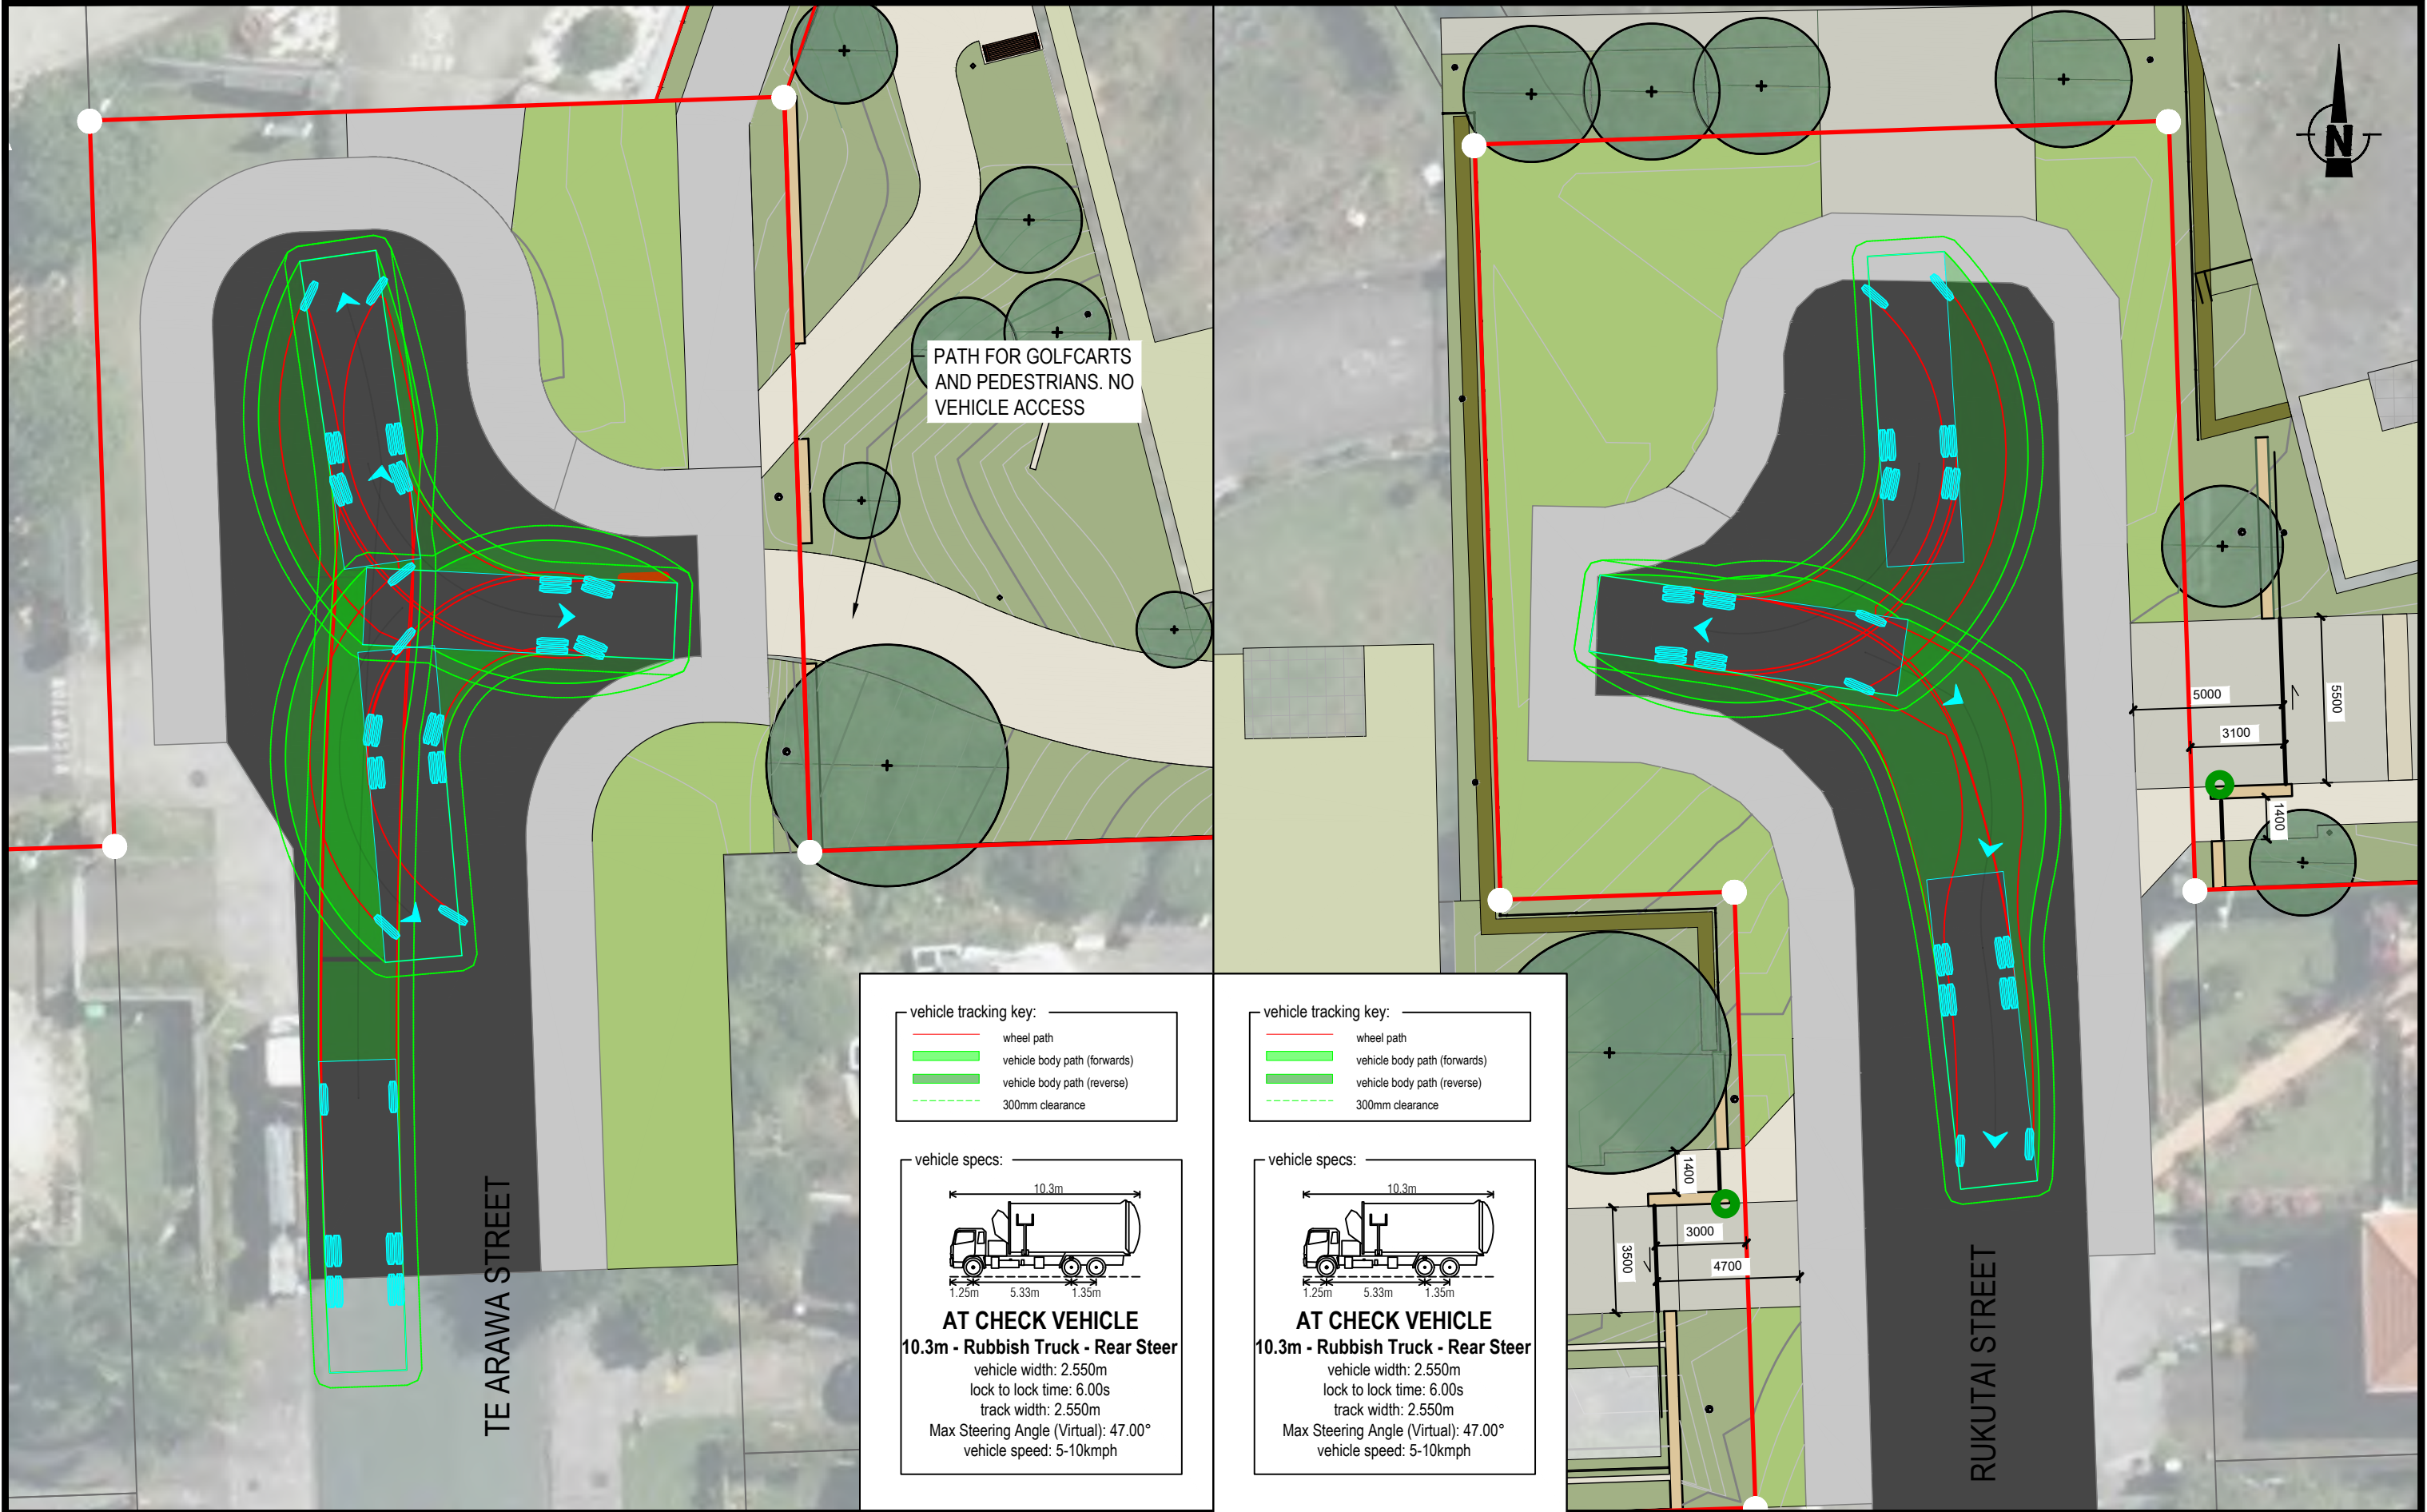 N
PATH FOR GOLFCARTS
AND PEDESTRIANS. NO
VEHICLE ACCESS
RECEPTION
TE ARAWA STREET
vehicle tracking key:
wheel path
vehicle body path (forwards)
vehicle body path (reverse)
300mm clearance
vehicle specs:
10.3m
1.25m 5.33m 1.35m
AT CHECK VEHICLE
10.3m - Rubbish Truck - Rear Steer
vehicle width: 2.550m
lock to lock time: 6.00s
track width: 2.550m
Max Steering Angle (Virtual): 47.00°
vehicle speed: 5-10kmph
vehicle tracking key:
wheel path
vehicle body path (forwards)
vehicle body path (reverse)
300mm clearance
vehicle specs:
10.3m
1.25m 5.33m 1.35m
AT CHECK VEHICLE
10.3m - Rubbish Truck - Rear Steer
vehicle width: 2.550m
lock to lock time: 6.00s
track width: 2.550m
Max Steering Angle (Virtual): 47.00°
vehicle speed: 5-10kmph
5000
5500
3100
1400
1400
3000
3500
4700
RUKUTAI STREET